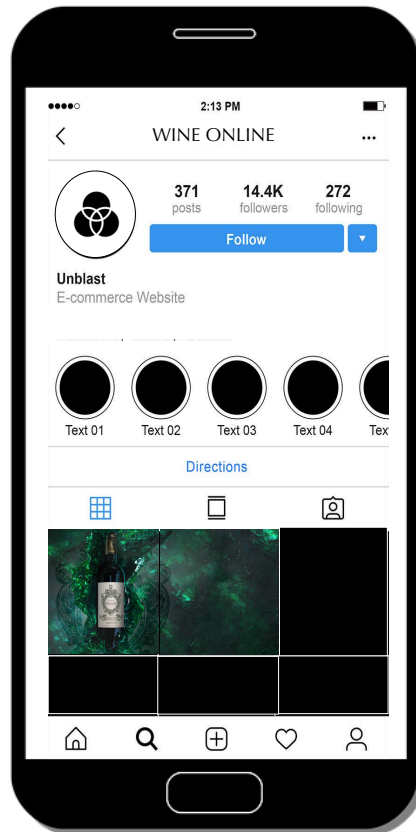 2:13 PM
WINE ONLINE
371 14.4K 272
posts followers following
Follow
Unblast
E-commerce Website
Text 01 Text 02 Text 03 Text 04 Tex
Directions